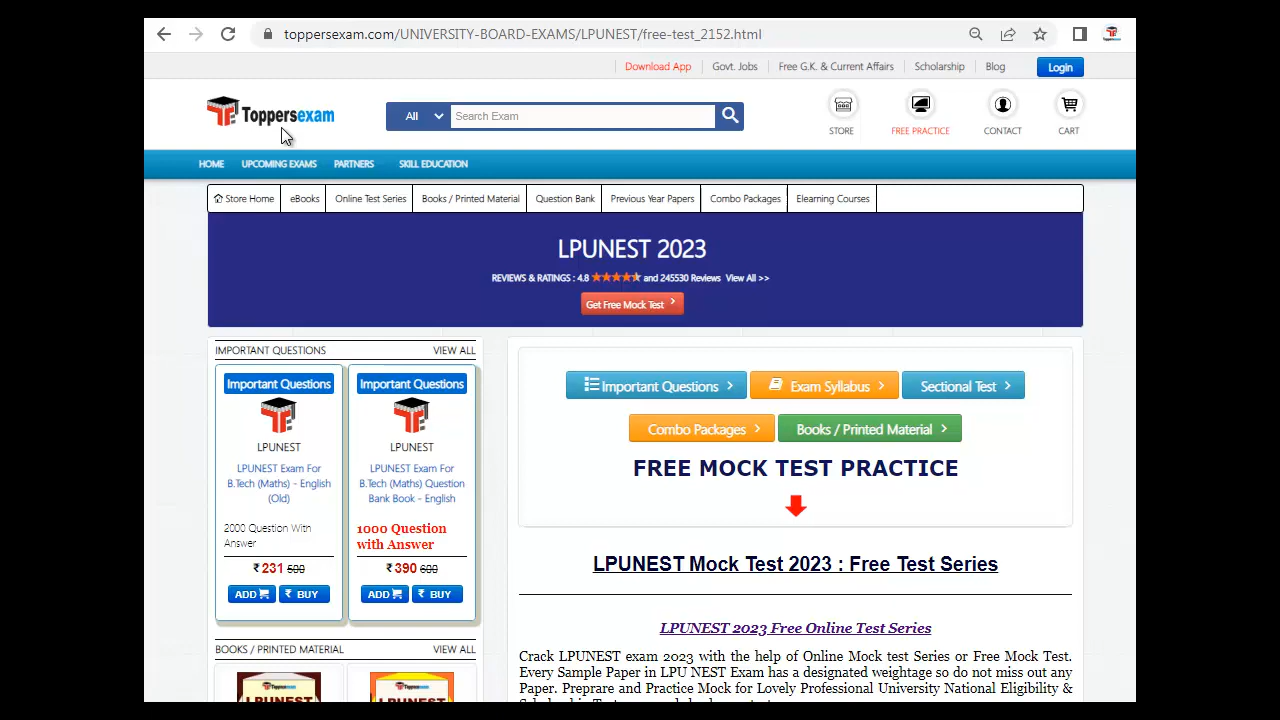 toppersexam.com/UNIVERSITY-BOARD-EXAMS/LPUNEST/free-test_2152.html
Download App
Govt. Jobs
Free G.K. & Current Affairs
Scholarship
Blog
Login
Toppersexam
All
Search Exam
STORE
FREE PRACTICE
CONTACT
CART
HOME
UPCOMING EXAMS
PARTNERS
SKILL EDUCATION
Store Home
eBooks
Online Test Series
Books / Printed Material
Question Bank
Previous Year Papers
Combo Packages
Elearning Courses
LPUNEST 2023
REVIEWS & RATINGS : 4.8 and 245530 Reviews View All >>
Get Free Mock Test
IMPORTANT QUESTIONS
VIEW ALL
Important Questions
LPUNEST
LPUNEST Exam For
B.Tech (Maths) - English
(Old)
2000 Question With
Answer
₹ 231 500
ADD
₹ BUY
Important Questions
LPUNEST
LPUNEST Exam For
B.Tech (Maths) Question
Bank Book - English
1000 Question
with Answer
₹ 390 600
ADD
₹ BUY
BOOKS / PRINTED MATERIAL
VIEW ALL
Toppersexam
LPUNEST
Toppersexam
LPUNEST
Important Questions
Exam Syllabus
Sectional Test
Combo Packages
Books / Printed Material
FREE MOCK TEST PRACTICE
LPUNEST Mock Test 2023 : Free Test Series
LPUNEST 2023 Free Online Test Series
Crack LPUNEST exam 2023 with the help of Online Mock test Series or Free Mock Test.
Every Sample Paper in LPU NEST Exam has a designated weightage so do not miss out any
Paper. Preprare and Practice Mock for Lovely Professional University National Eligibility &